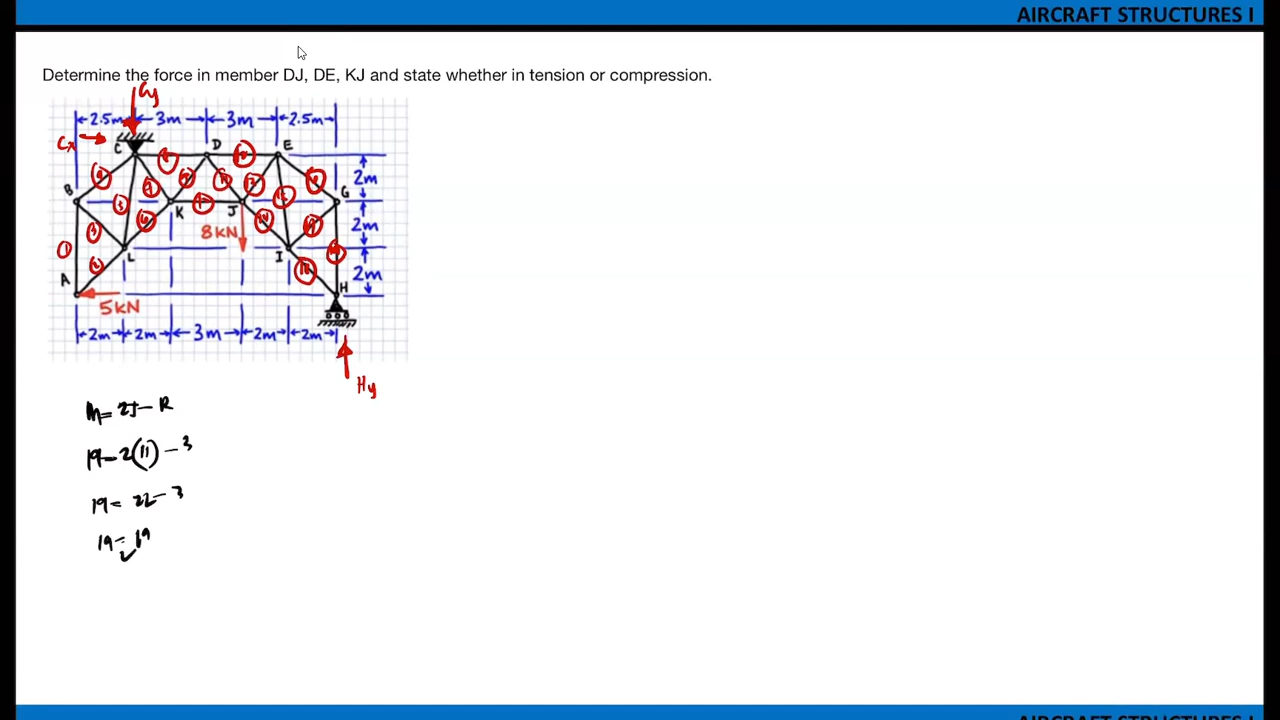 AIRCRAFT STRUCTURES I
Determine the force in member DJ, DE, KJ and state whether in tension or compression.
Cy
2.5m 3m 3m 2.5m
Cx C D E
2m
B K J G
8kN 2m
A L I
2m
H
5kN
2m 2m 3m 2m 2m
Hy
m = 2J - R
19 = 2(11) - 3
19 = 22 - 3
19 = 19
AIRCRAFT STRUCTURES I